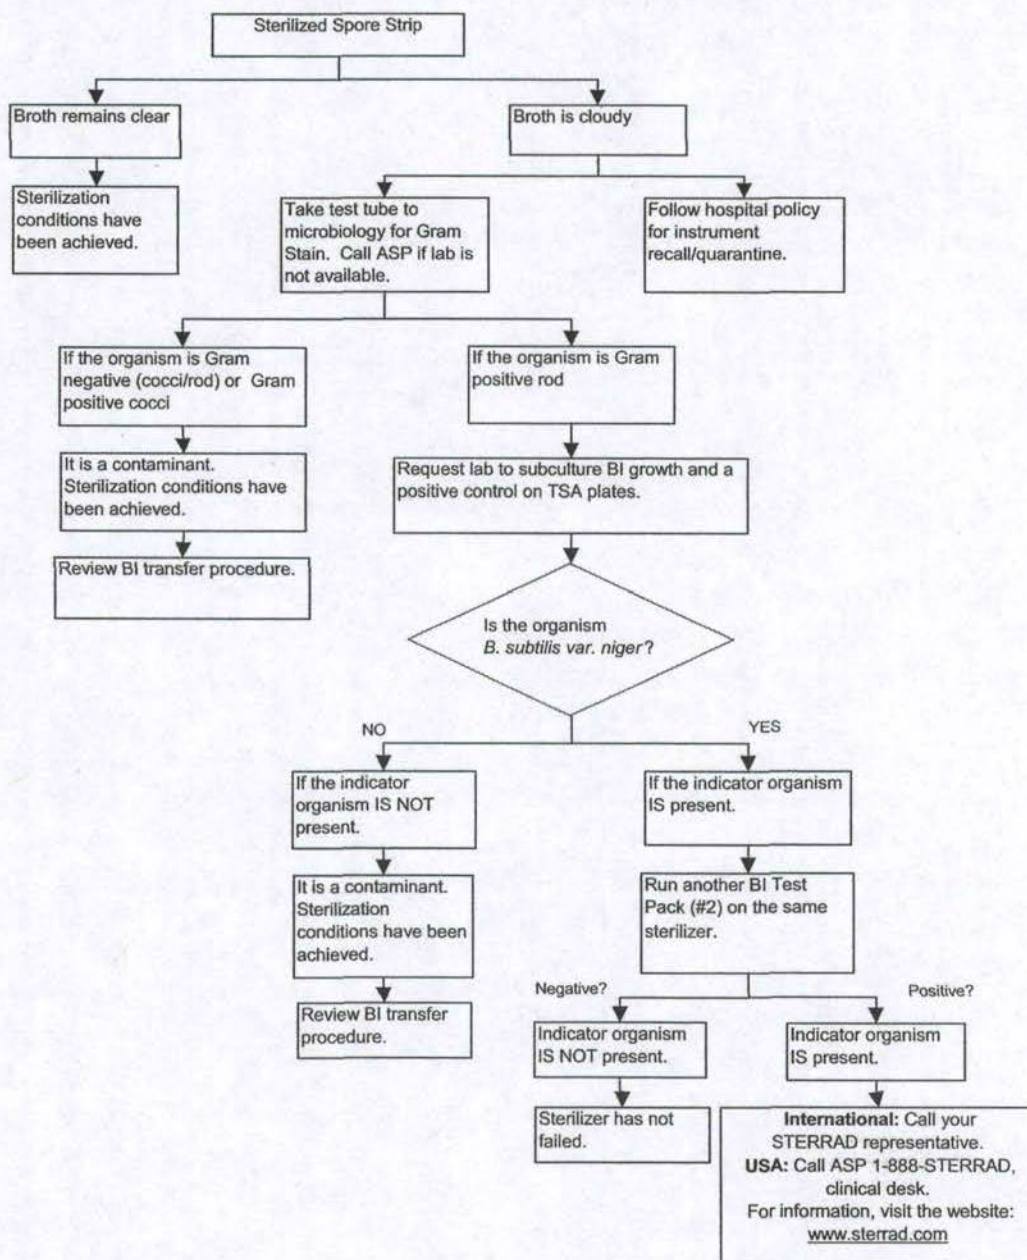 Sterilized Spore Strip
Broth remains clear
Broth is cloudy
Sterilization
conditions have
been achieved.
Take test tube to
microbiology for Gram
Stain. Call ASP if lab is
not available.
Follow hospital policy
for instrument
recall/quarantine.
If the organism is Gram
negative (cocci/rod) or Gram
positive cocci
If the organism is Gram
positive rod
It is a contaminant.
Sterilization conditions have
been achieved.
Request lab to subculture BI growth and a
positive control on TSA plates.
Review BI transfer procedure.
Is the organism
B. subtilis var. niger?
NO
YES
If the indicator
organism IS NOT
present.
If the indicator organism
IS present.
It is a contaminant.
Sterilization
conditions have been
achieved.
Run another BI Test
Pack (#2) on the same
sterilizer.
Review BI transfer
procedure.
Negative?
Positive?
Indicator organism
IS NOT present.
Indicator organism
IS present.
Sterilizer has not
failed.
International: Call your
STERRAD representative.
USA: Call ASP 1-888-STERRAD,
clinical desk.
For information, visit the website:
www.sterrad.com